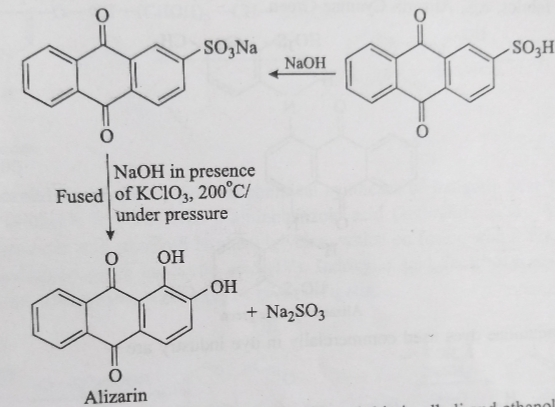 O
O
SO3Na
NaOH
O
O
SO3H
Fused
NaOH in presence
of KClO3, 200°C/
under pressure
O
OH
OH
O
+ Na2SO3
Alizarin